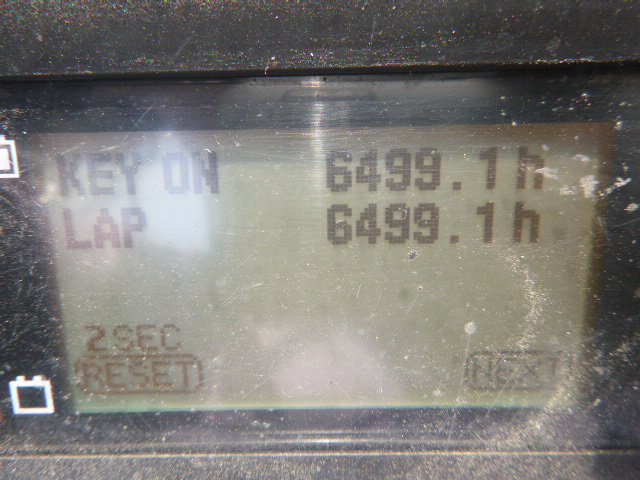 KEY ON 6499.1h
LAP 6499.1h
2SEC
RESET NEXT